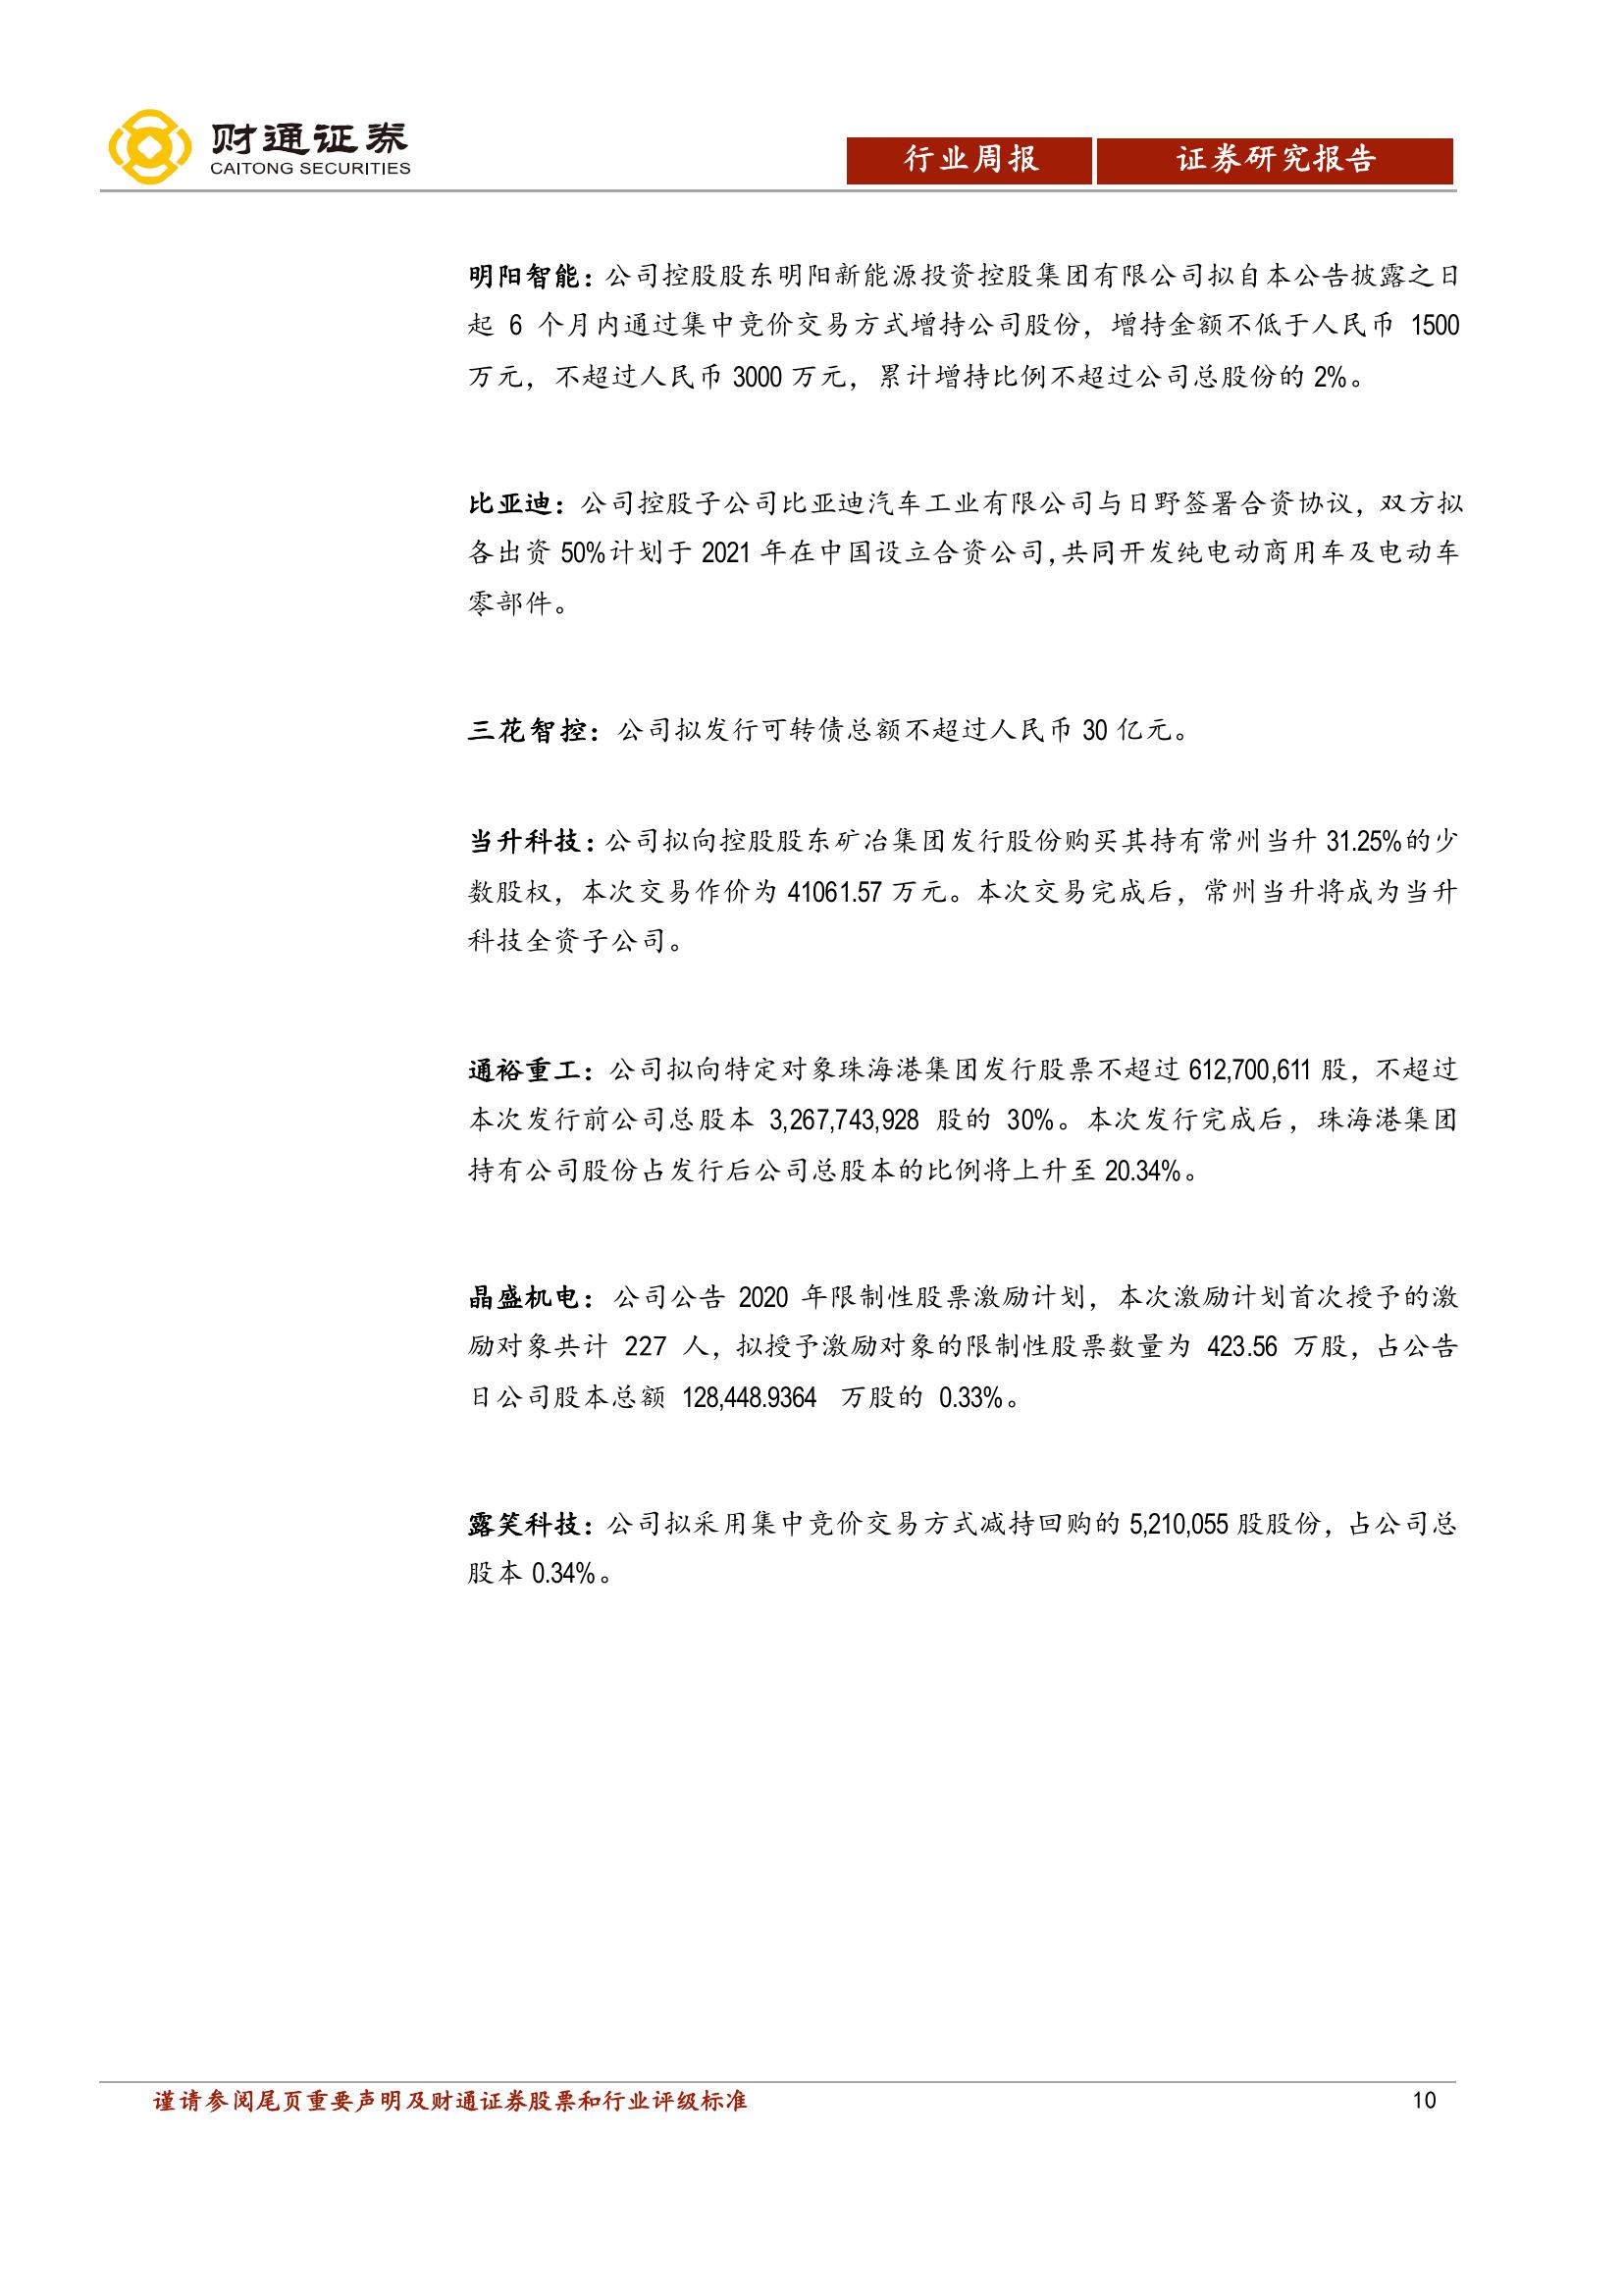 财通证券
CAITONG SECURITIES
行业周报 证券研究报告
明阳智能：公司控股股东明阳新能源投资控股集团有限公司拟自本公告披露之日
起 6 个月内通过集中竞价交易方式增持公司股份，增持金额不低于人民币 1500
万元，不超过人民币 3000 万元，累计增持比例不超过公司总股份的 2%。
比亚迪：公司控股子公司比亚迪汽车工业有限公司与日野签署合资协议，双方拟
各出资 50%计划于 2021 年在中国设立合资公司,共同开发纯电动商用车及电动车
零部件。
三花智控：公司拟发行可转债总额不超过人民币 30 亿元。
当升科技：公司拟向控股股东矿冶集团发行股份购买其持有常州当升 31.25%的少
数股权，本次交易作价为 41061.57 万元。本次交易完成后，常州当升将成为当升
科技全资子公司。
通裕重工：公司拟向特定对象珠海港集团发行股票不超过 612,700,611 股，不超过
本次发行前公司总股本 3,267,743,928 股的 30%。本次发行完成后，珠海港集团
持有公司股份占发行后公司总股本的比例将上升至 20.34%。
晶盛机电：公司公告 2020 年限制性股票激励计划，本次激励计划首次授予的激
励对象共计 227 人，拟授予激励对象的限制性股票数量为 423.56 万股，占公告
日公司股本总额 128,448.9364 万股的 0.33%。
露笑科技：公司拟采用集中竞价交易方式减持回购的 5,210,055 股股份，占公司总
股本 0.34%。
谨请参阅尾页重要声明及财通证券股票和行业评级标准 10